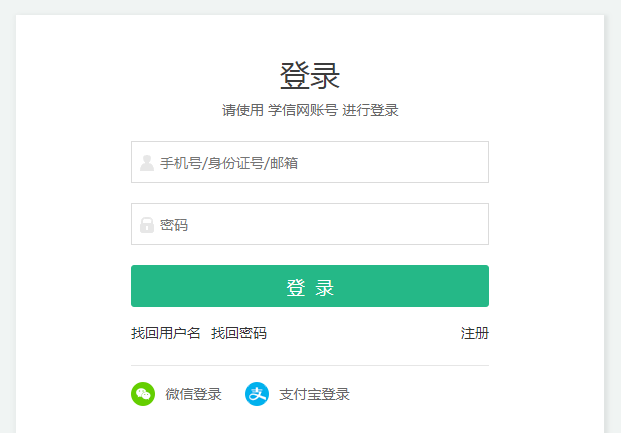 登录
请使用 学信网账号 进行登录
手机号/身份证号/邮箱
密码
登 录
找回用户名 找回密码 注册
微信登录 支付宝登录